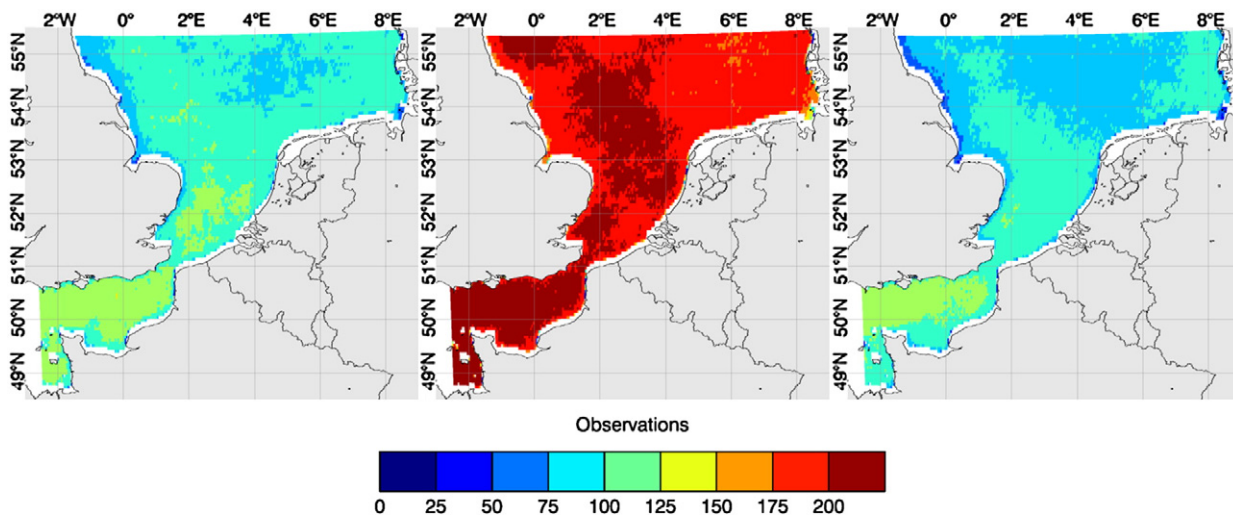 2°W 0° 2°E 4°E 6°E 8°E 2°W 0° 2°E 4°E 6°E 8°E 2°W 0° 2°E 4°E 6°E 8°E
55°N 55°N 55°N
54°N 54°N 54°N
53°N 53°N 53°N
52°N 52°N 52°N
51°N 51°N 51°N
50°N 50°N 50°N
49°N 49°N 49°N
Observations
0 25 50 75 100 125 150 175 200